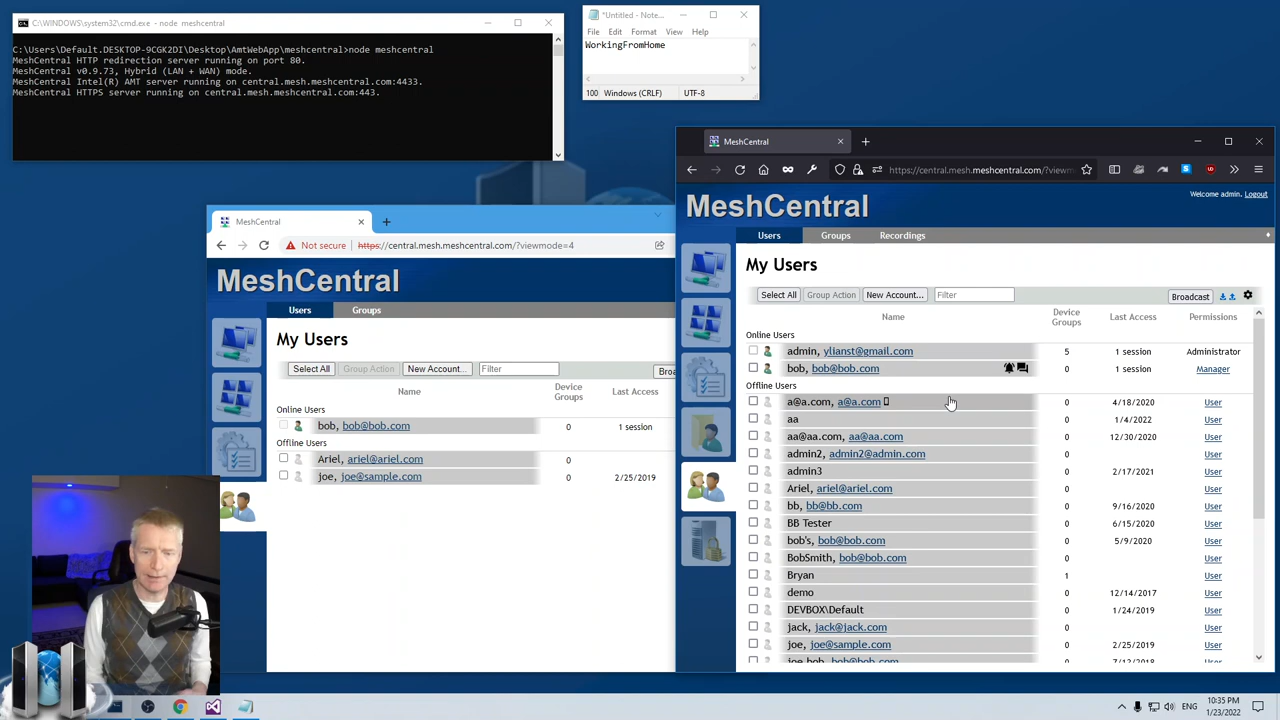 C:\WINDOWS\system32\cmd.exe - node meshcentral
C:\Users\Default.DESKTOP-9CGK2DI\Desktop\AmtWebApp\meshcentral>node meshcentral
MeshCentral HTTP redirection server running on port 80.
MeshCentral v0.9.73, Hybrid (LAN + WAN) mode.
MeshCentral Intel(R) AMT server running on central.mesh.meshcentral.com:4433.
MeshCentral HTTPS server running on central.mesh.meshcentral.com:443.
*Untitled - Note...
File Edit Format View Help
WorkingFromHome
100 Windows (CRLF) UTF-8
MeshCentral
Not secure https://central.mesh.meshcentral.com/?viewmode=4
MeshCentral
Users Groups
My Users
Select All Group Action New Account... Filter Broa
Name Device Groups Last Access
Online Users
bob, bob@bob.com 0 1 session
Offline Users
Ariel, ariel@ariel.com 0
joe, joe@sample.com 0 2/25/2019
MeshCentral
https://central.mesh.meshcentral.com/?viewm
MeshCentral
Welcome admin. Logout
Users Groups Recordings
My Users
Select All Group Action New Account... Filter Broadcast
Name Device Groups Last Access Permissions
Online Users
admin, ylianst@gmail.com 5 1 session Administrator
bob, bob@bob.com 0 1 session Manager
Offline Users
a@a.com, a@a.com 0 4/18/2020 User
aa 0 1/4/2022 User
aa@aa.com, aa@aa.com 0 12/30/2020 User
admin2, admin2@admin.com 0 User
admin3 0 2/17/2021 User
Ariel, ariel@ariel.com 0 User
bb, bb@bb.com 0 9/16/2020 User
BB Tester 0 6/15/2020 User
bob's, bob@bob.com 0 5/9/2020 User
BobSmith, bob@bob.com 0 User
Bryan 1 User
demo 0 12/14/2017 User
DEVBOX\Default 0 1/24/2019 User
jack, jack@jack.com 0 User
joe, joe@sample.com 0 2/25/2019 User
joe bob, bob@bob.com 0 7/12/2018 User
ENG
10:35 PM
1/23/2022